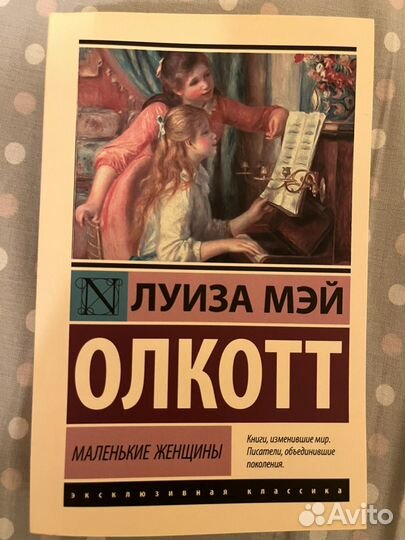 N ЛУИЗА МЭЙ
ОЛКОТТ
МАЛЕНЬКИЕ ЖЕНЩИНЫ
Книги, изменившие мир.
Писатели, объединившие
поколения.
эксклюзивная классика
Avito